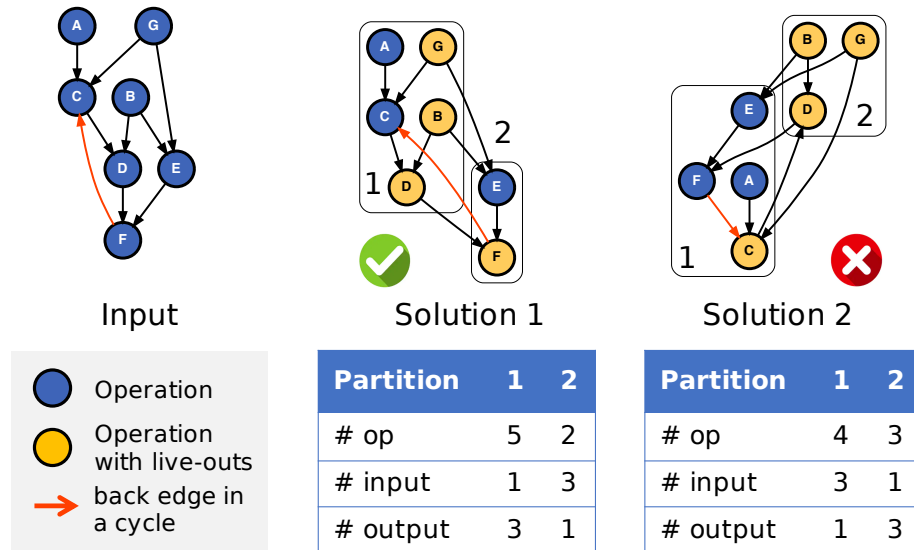 A G
C B
D E
F
Input
A G
C B
2
1 D E
F
Solution 1
B G
E D
2
F A
1 C
Solution 2
Operation
Operation
with live-outs
back edge in
a cycle
Partition 1 2
# op 5 2
# input 1 3
# output 3 1
Partition 1 2
# op 4 3
# input 3 1
# output 1 3